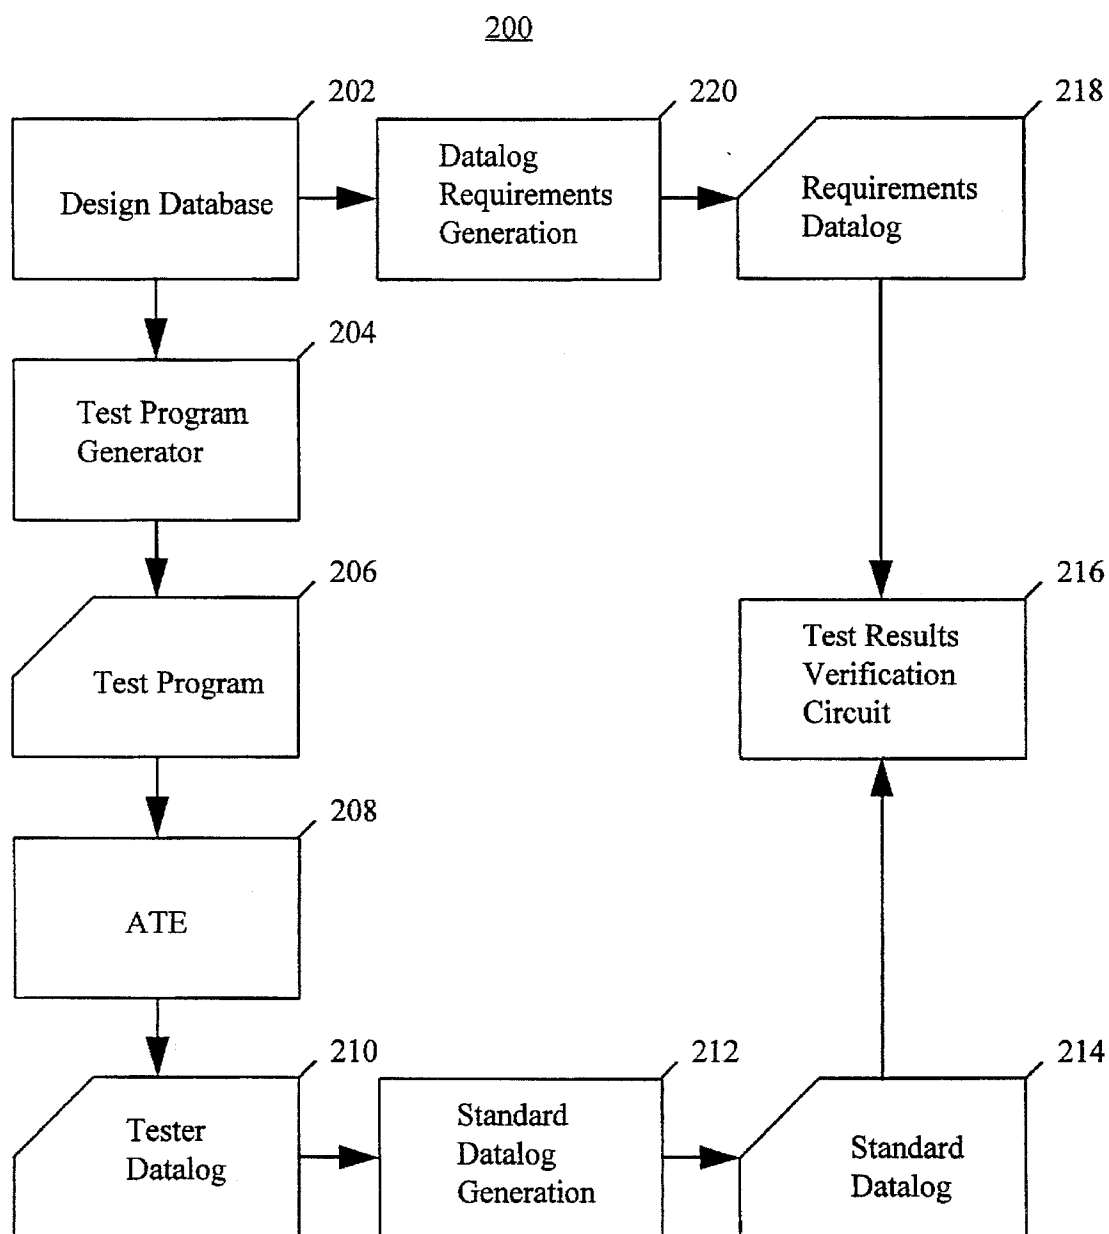 200
202
220
218
Design Database
Datalog
Requirements
Generation
Requirements
Datalog
204
Test Program
Generator
206
216
Test Program
Test Results
Verification
Circuit
208
ATE
210
212
214
Tester
Datalog
Standard
Datalog
Generation
Standard
Datalog